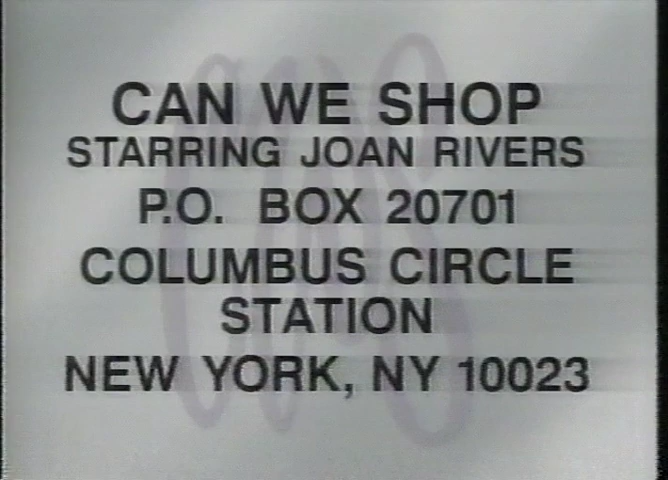 CAN WE SHOP
STARRING JOAN RIVERS
P.O. BOX 20701
COLUMBUS CIRCLE
STATION
NEW YORK, NY 10023